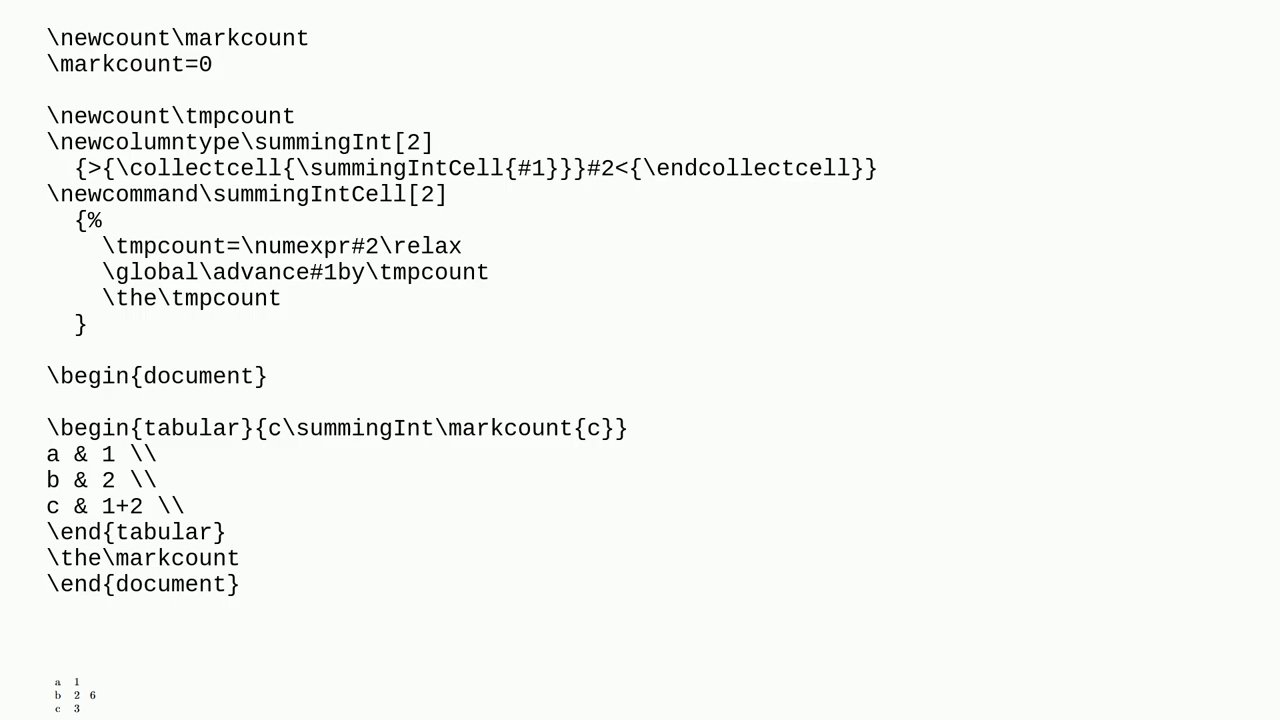 \newcount\markcount
\markcount=0

\newcount\tmpcount
\newcolumntype\summingInt[2]
  {>{\collectcell{\summingIntCell{#1}}}#2<{\endcollectcell}}
\newcommand\summingIntCell[2]
  {%
    \tmpcount=\numexpr#2\relax
    \global\advance#1by\tmpcount
    \the\tmpcount
  }

\begin{document}

\begin{tabular}{c\summingInt\markcount{c}}
a & 1 \\
b & 2 \\
c & 1+2 \\
\end{tabular}
\the\markcount
\end{document}

a 1
b 2 6
c 3